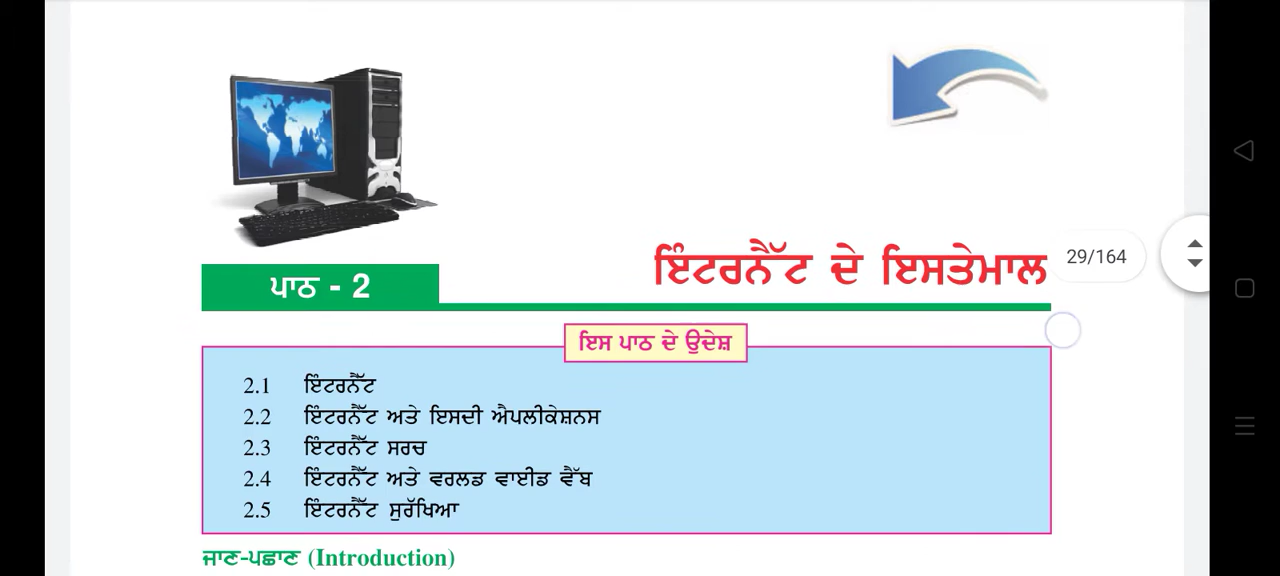 ਇੰਟਰਨੈੱਟ ਦੇ ਇਸਤੇਮਾਲ
29/164
ਪਾਠ - 2
ਇਸ ਪਾਠ ਦੇ ਉਦੇਸ਼
2.1 ਇੰਟਰਨੈੱਟ
2.2 ਇੰਟਰਨੈੱਟ ਅਤੇ ਇਸਦੀ ਐਪਲੀਕੇਸ਼ਨਸ
2.3 ਇੰਟਰਨੈੱਟ ਸਰਚ
2.4 ਇੰਟਰਨੈੱਟ ਅਤੇ ਵਰਲਡ ਵਾਈਡ ਵੈੱਬ
2.5 ਇੰਟਰਨੈੱਟ ਸੁਰੱਖਿਆ
ਜਾਣ-ਪਛਾਣ (Introduction)